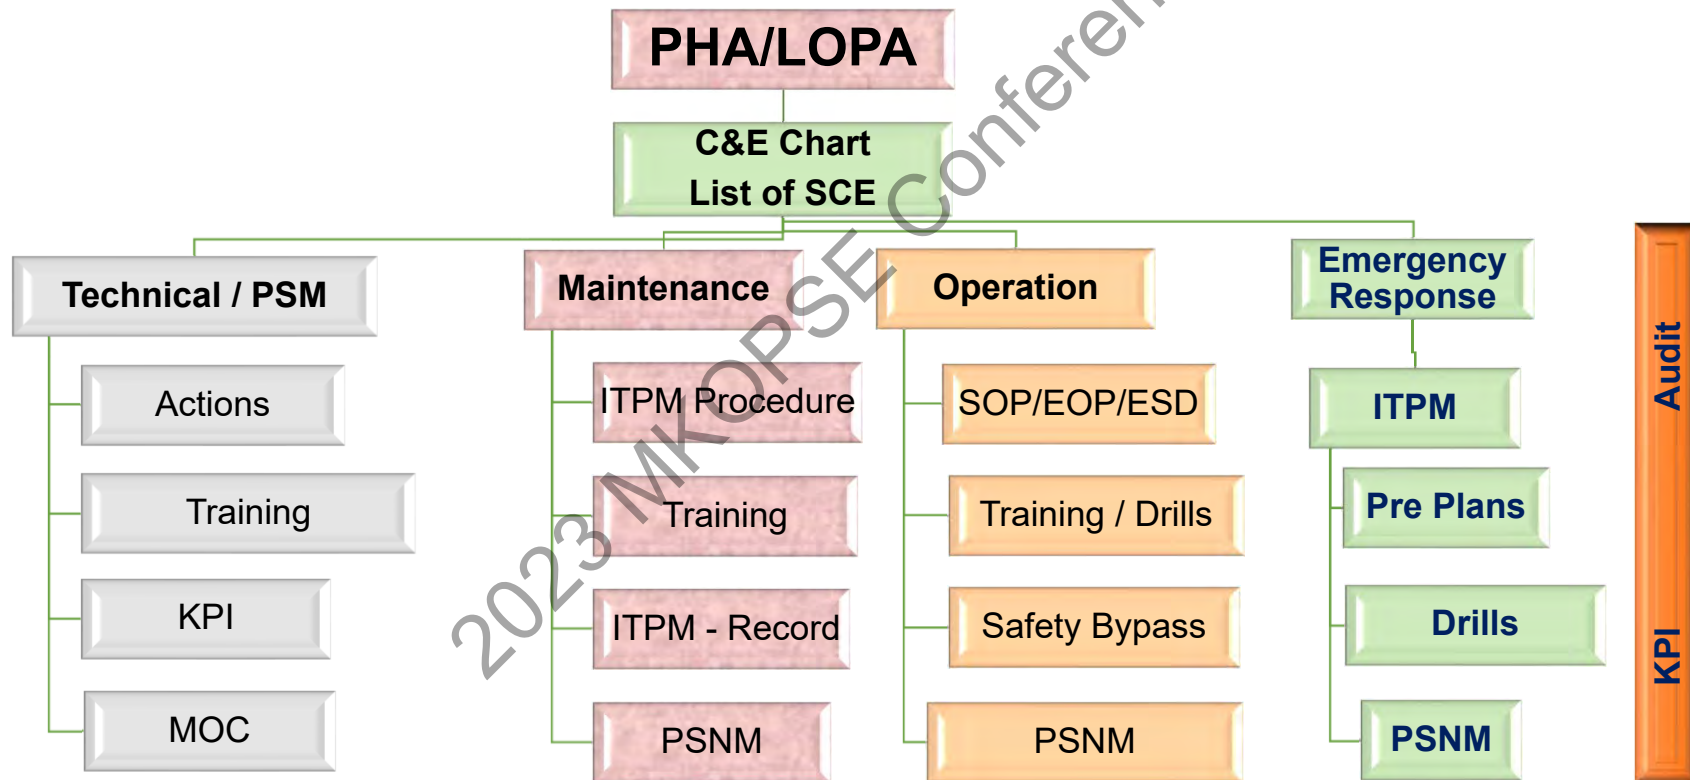 PHA/LOPA
C&E Chart
List of SCE
Technical / PSM
Actions
Training
KPI
MOC
Maintenance
ITPM Procedure
Training
ITPM - Record
PSNM
Operation
SOP/EOP/ESD
Training / Drills
Safety Bypass
PSNM
Emergency
Response
ITPM
Pre Plans
Drills
PSNM
Audit
KPI
2023 MKOPSE Conferen